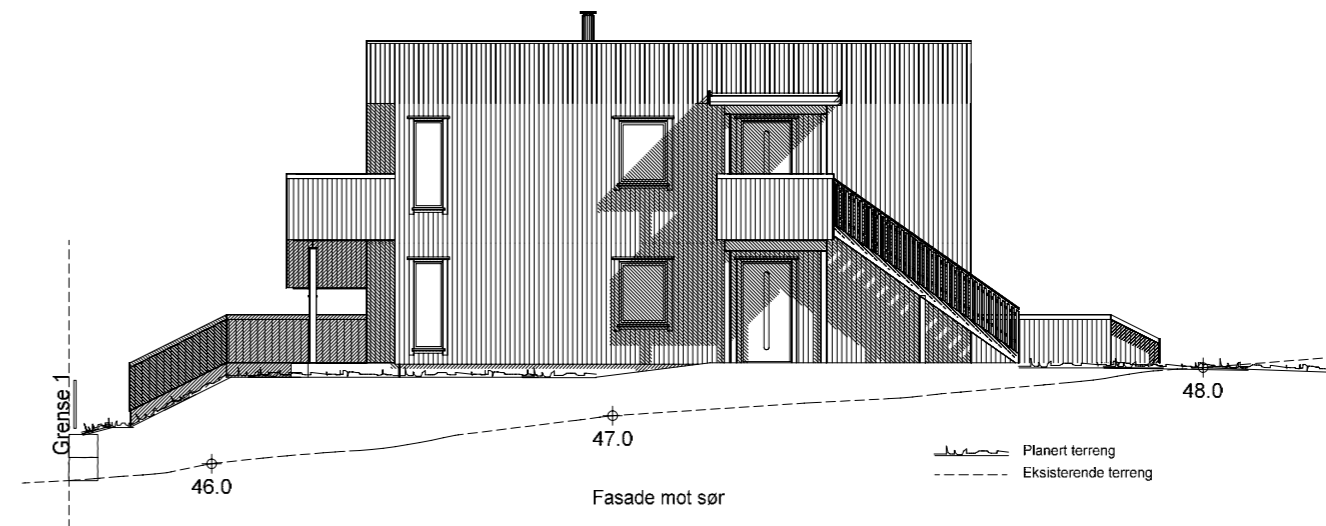 Grense 1
46.0
47.0
48.0
Planert terreng
Eksisterende terreng
Fasade mot sør